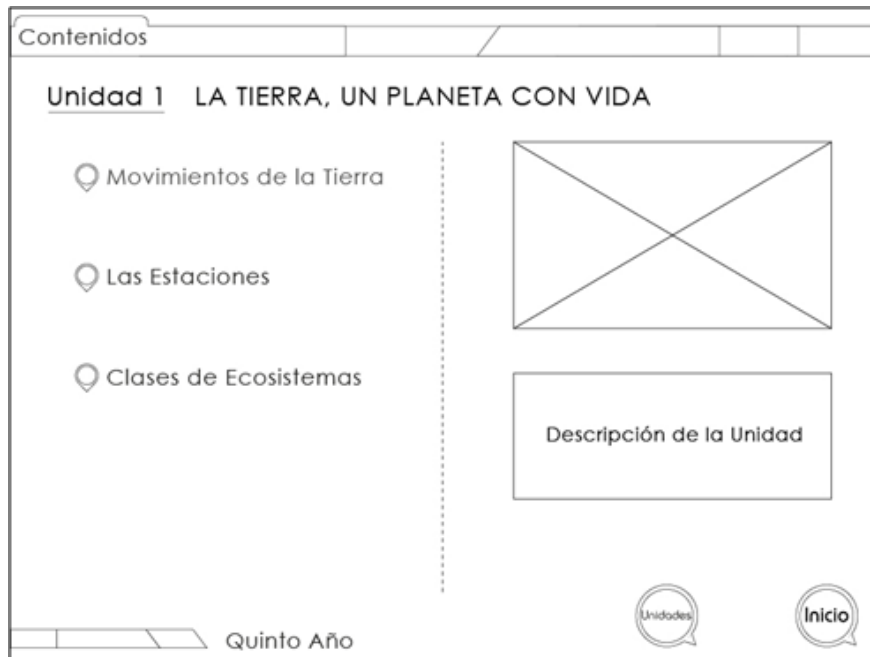 Contenidos
Unidad 1 LA TIERRA, UN PLANETA CON VIDA
Movimientos de la Tierra
Las Estaciones
Clases de Ecosistemas
Descripción de la Unidad
Unidades
Inicio
Quinto Año